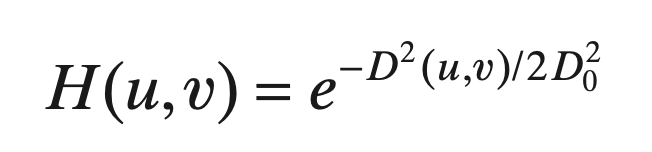 H(u,v) = e^{-D^2(u,v)/2D_0^2}